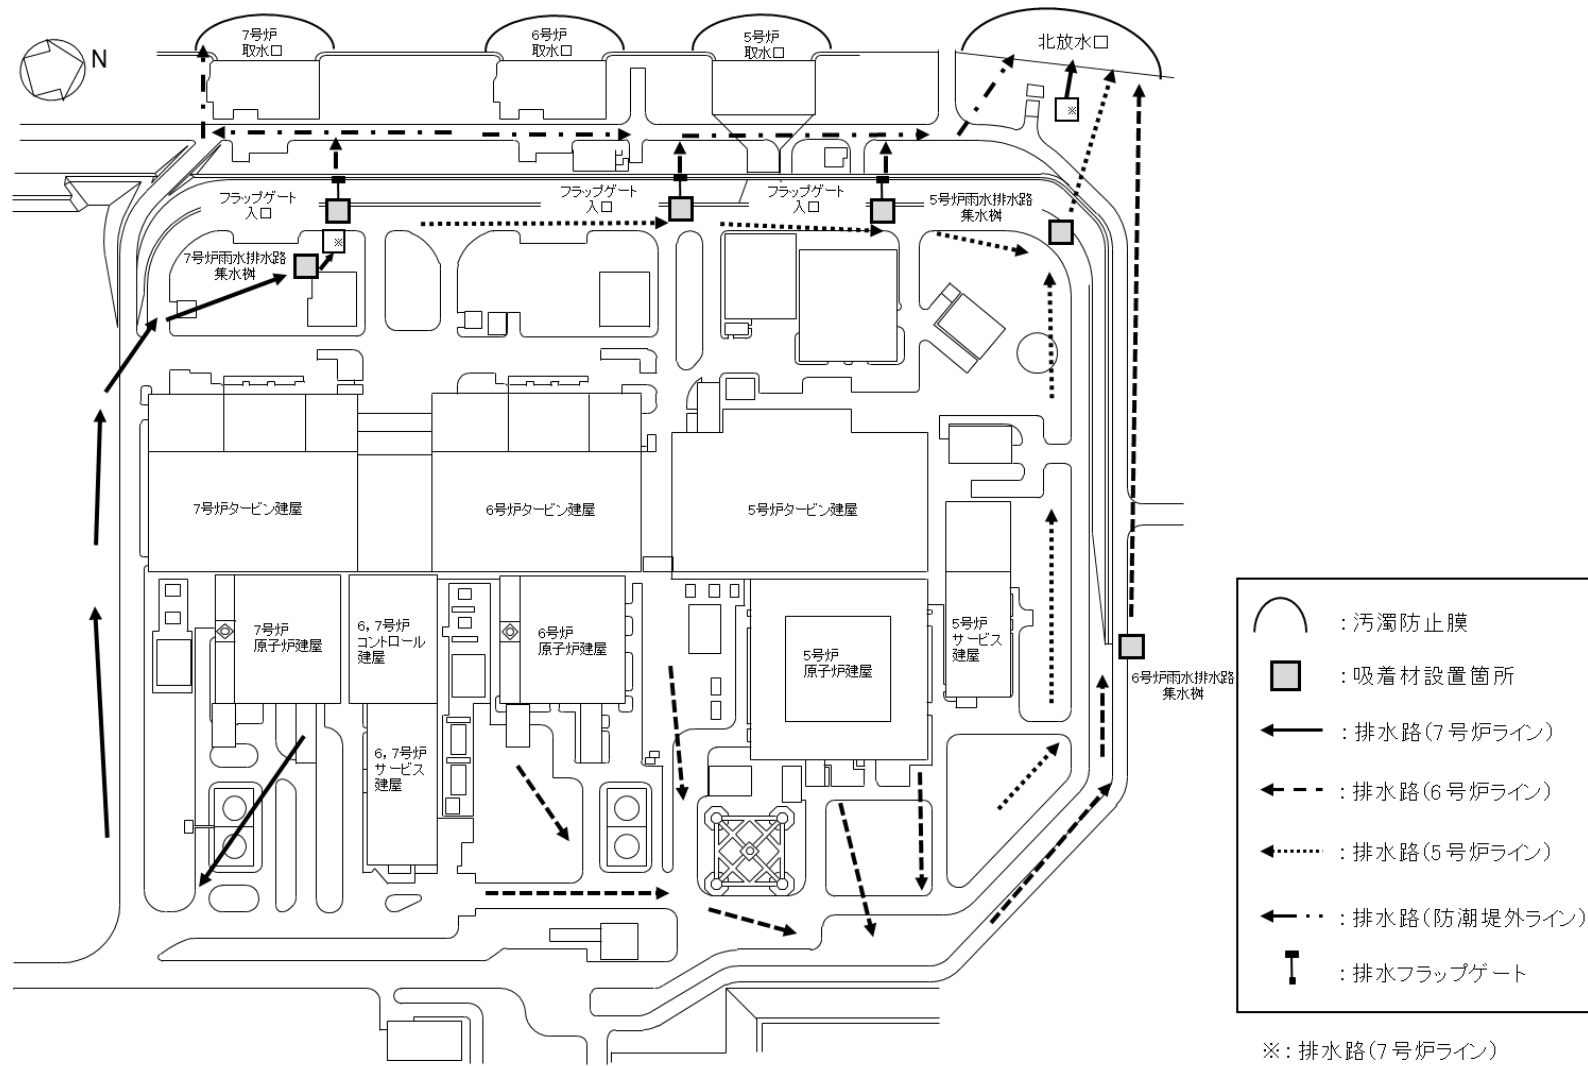 7号炉
取水口
6号炉
取水口
5号炉
取水口
北放水口
N
※
フラップゲート
入口
フラップゲート
入口
フラップゲート
入口
5号炉雨水排水路
集水桝
※
7号炉雨水排水路
集水桝
7号炉タービン建屋
6号炉タービン建屋
5号炉タービン建屋
7号炉
原子炉建屋
6,7号炉
コントロール
建屋
6号炉
原子炉建屋
5号炉
原子炉建屋
5号炉
サービス
建屋
6号炉雨水排水路
集水桝
6,7号炉
サービス
建屋
:汚濁防止膜
:吸着材設置箇所
:排水路(7号炉ライン)
:排水路(6号炉ライン)
:排水路(5号炉ライン)
:排水路(防潮堤外ライン)
:排水フラップゲート
※:排水路(7号炉ライン)